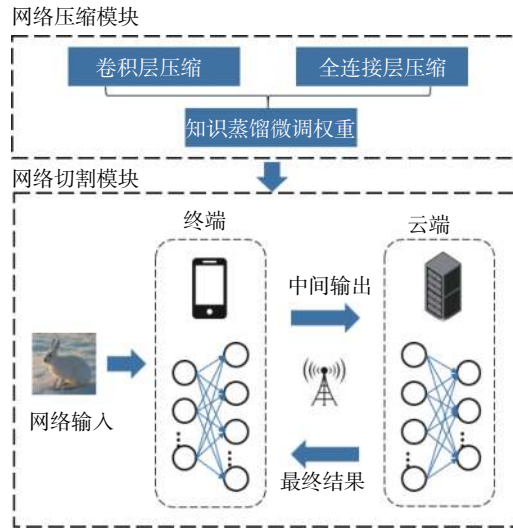 网络压缩模块
卷积层压缩
全连接层压缩
知识蒸馏微调权重
网络切割模块
终端
云端
中间输出
网络输入
最终结果